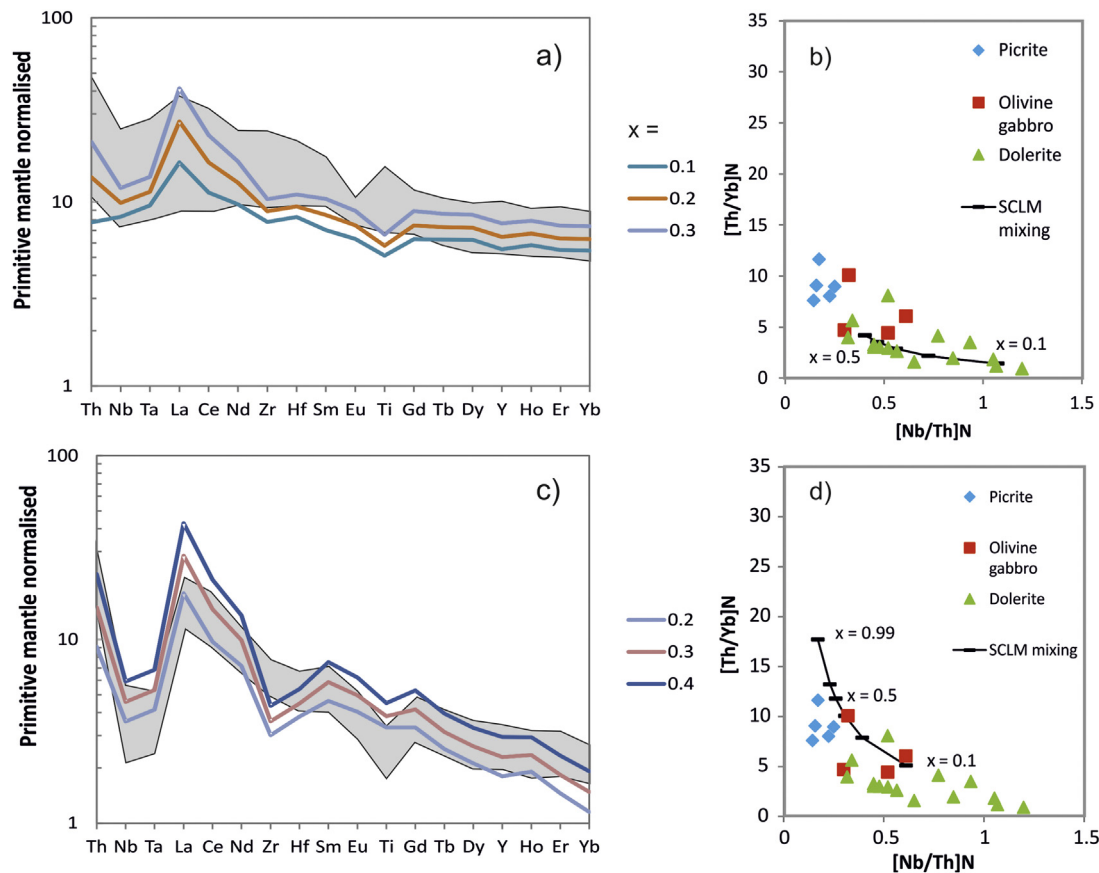 a)
Primitive mantle normalised
100
10
1
Th Nb Ta La Ce Nd Zr Hf Sm Eu Ti Gd Tb Dy Y Ho Er Yb
x =
0.1
0.2
0.3
b)
[Th/Yb]N
35
30
25
20
15
10
5
0
Picrite
Olivine
gabbro
Dolerite
SCLM
mixing
x = 0.5
x = 0.1
0 0.5 1 1.5
[Nb/Th]N
c)
Primitive mantle normalised
100
10
1
Th Nb Ta La Ce Nd Zr Hf Sm Eu Ti Gd Tb Dy Y Ho Er Yb
0.2
0.3
0.4
d)
[Th/Yb]N
35
30
25
20
15
10
5
0
Picrite
Olivine
gabbro
Dolerite
SCLM mixing
x = 0.99
x = 0.5
x = 0.1
0 0.5 1 1.5
[Nb/Th]N